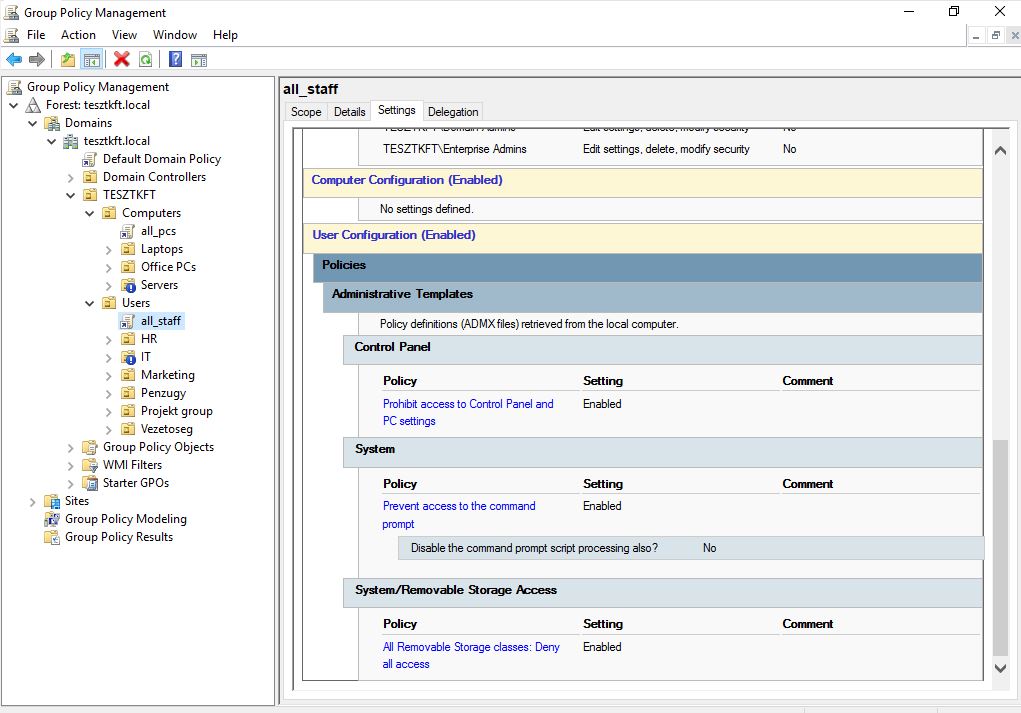 Group Policy Management
File Action View Window Help
Group Policy Management
Forest: tesztkft.local
Domains
tesztkft.local
Default Domain Policy
Domain Controllers
TESZTKFT
Computers
all_pcs
Laptops
Office PCs
Servers
Users
all_staff
HR
IT
Marketing
Penzugy
Projekt group
Vezetoseg
Group Policy Objects
WMI Filters
Starter GPOs
Sites
Group Policy Modeling
Group Policy Results
all_staff
Scope Details Settings Delegation
TESZTKFT\Domain Admins Edit settings, delete, modify security No
TESZTKFT\Enterprise Admins Edit settings, delete, modify security No
Computer Configuration (Enabled)
No settings defined.
User Configuration (Enabled)
Policies
Administrative Templates
Policy definitions (ADMX files) retrieved from the local computer.
Control Panel
Policy Setting Comment
Prohibit access to Control Panel and Enabled
PC settings
System
Policy Setting Comment
Prevent access to the command Enabled
prompt
Disable the command prompt script processing also? No
System/Removable Storage Access
Policy Setting Comment
All Removable Storage classes: Deny Enabled
all access